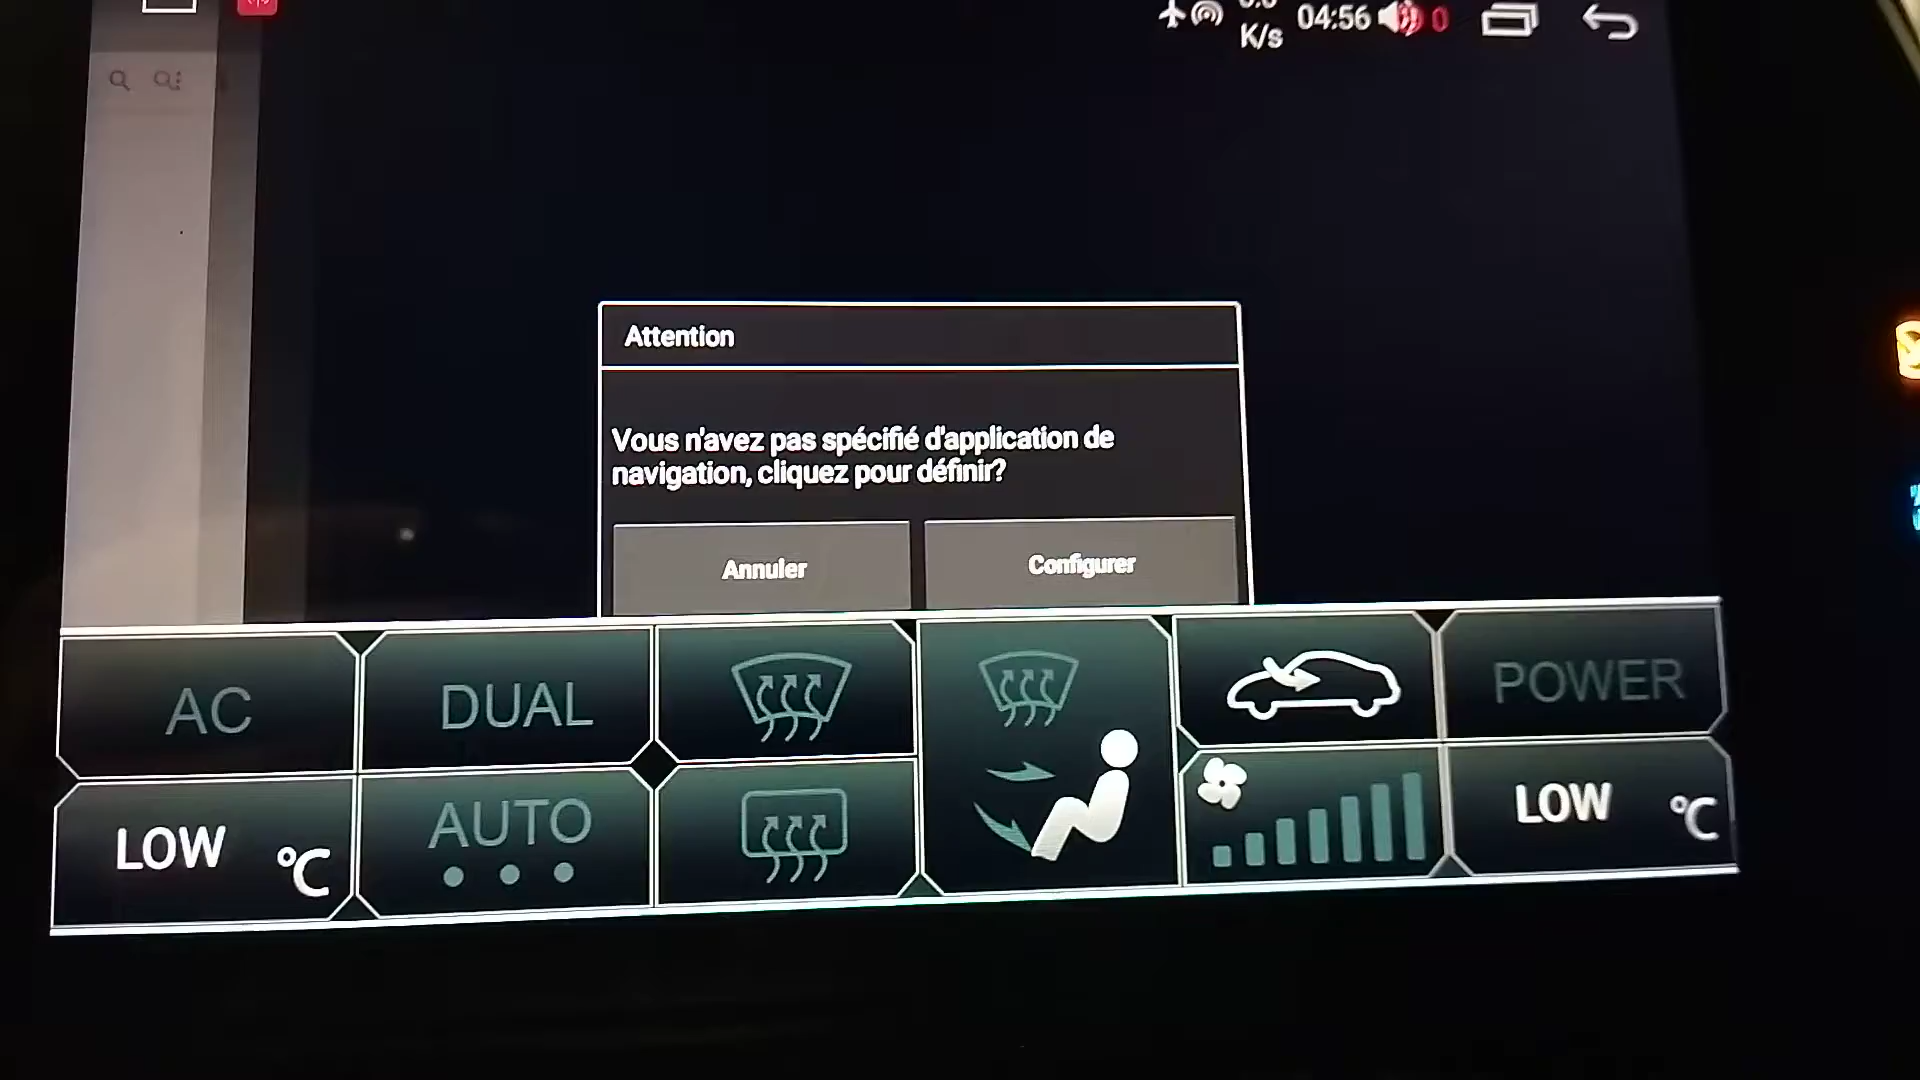 K/s
04:56
0
Attention
Vous n'avez pas spécifié d'application de
navigation, cliquez pour définir?
Annuler
Configurer
AC
DUAL
POWER
LOW °C
AUTO
LOW °C